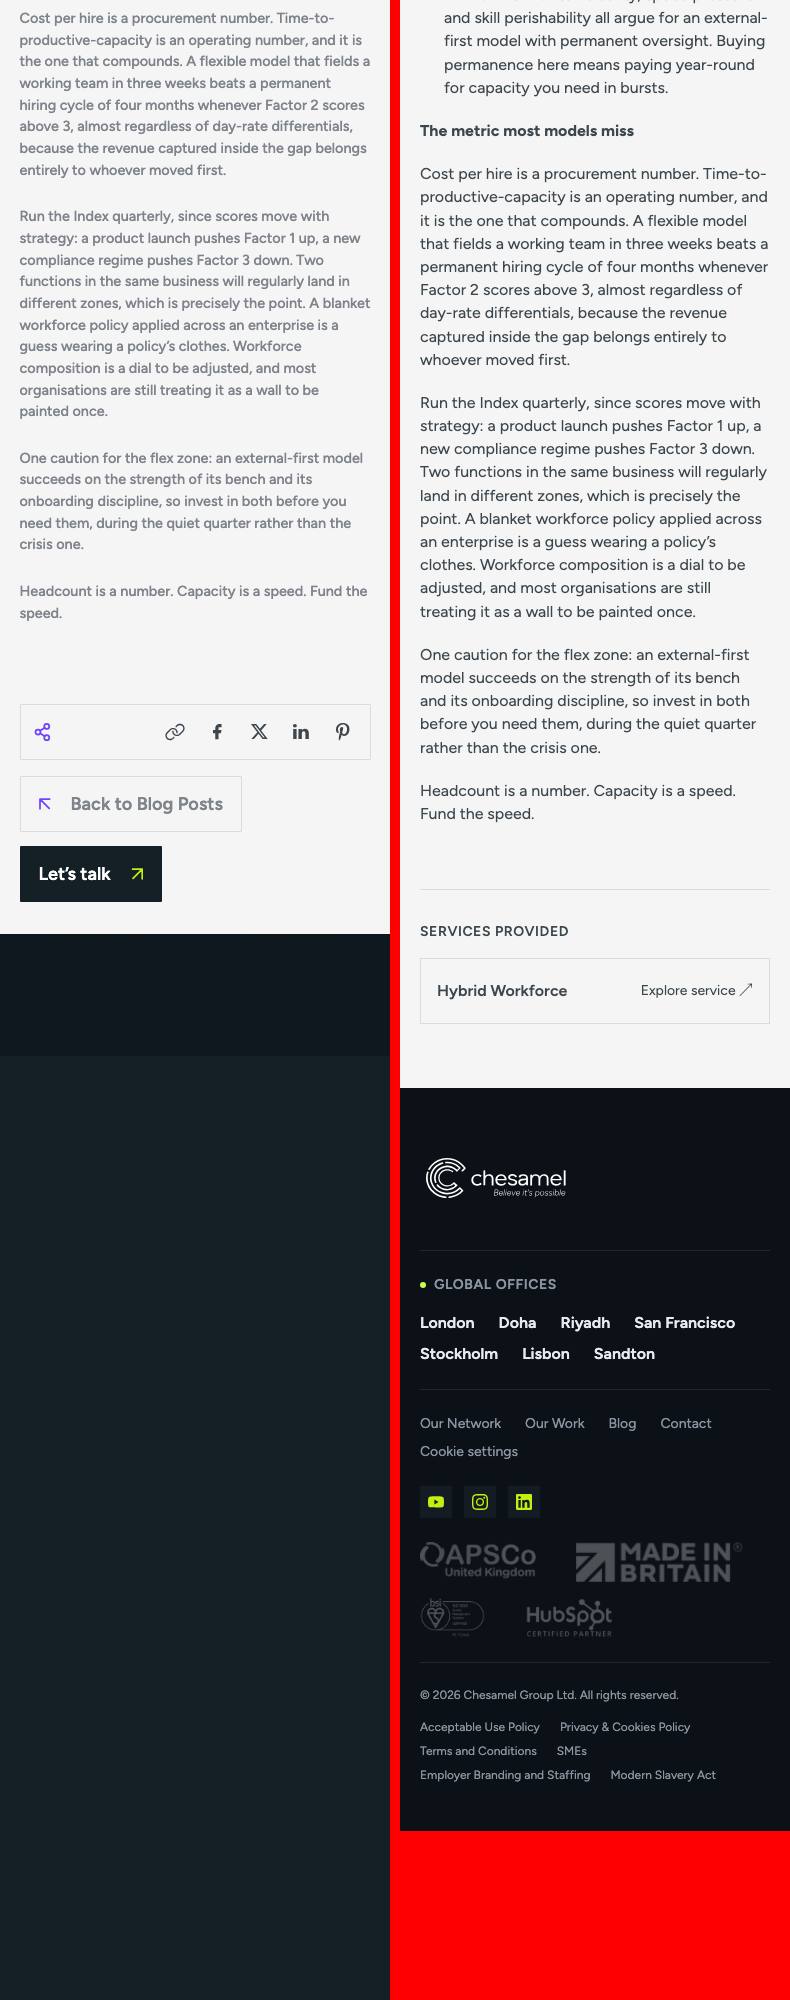 Cost per hire is a procurement number. Time-to-
productive-capacity is an operating number, and it is
the one that compounds. A flexible model that fields a
working team in three weeks beats a permanent
hiring cycle of four months whenever Factor 2 scores
above 3, almost regardless of day-rate differentials,
because the revenue captured inside the gap belongs
entirely to whoever moved first.
Run the Index quarterly, since scores move with
strategy: a product launch pushes Factor 1 up, a new
compliance regime pushes Factor 3 down. Two
functions in the same business will regularly land in
different zones, which is precisely the point. A blanket
workforce policy applied across an enterprise is a
guess wearing a policy’s clothes. Workforce
composition is a dial to be adjusted, and most
organisations are still treating it as a wall to be
painted once.
One caution for the flex zone: an external-first model
succeeds on the strength of its bench and its
onboarding discipline, so invest in both before you
need them, during the quiet quarter rather than the
crisis one.
Headcount is a number. Capacity is a speed. Fund the
speed.
Back to Blog Posts
Let’s talk
and skill perishability all argue for an external-
first model with permanent oversight. Buying
permanence here means paying year-round
for capacity you need in bursts.
The metric most models miss
Cost per hire is a procurement number. Time-to-
productive-capacity is an operating number, and
it is the one that compounds. A flexible model
that fields a working team in three weeks beats a
permanent hiring cycle of four months whenever
Factor 2 scores above 3, almost regardless of
day-rate differentials, because the revenue
captured inside the gap belongs entirely to
whoever moved first.
Run the Index quarterly, since scores move with
strategy: a product launch pushes Factor 1 up, a
new compliance regime pushes Factor 3 down.
Two functions in the same business will regularly
land in different zones, which is precisely the
point. A blanket workforce policy applied across
an enterprise is a guess wearing a policy’s
clothes. Workforce composition is a dial to be
adjusted, and most organisations are still
treating it as a wall to be painted once.
One caution for the flex zone: an external-first
model succeeds on the strength of its bench
and its onboarding discipline, so invest in both
before you need them, during the quiet quarter
rather than the crisis one.
Headcount is a number. Capacity is a speed.
Fund the speed.
SERVICES PROVIDED
Hybrid Workforce Explore service
chesamel
Believe it's possible
GLOBAL OFFICES
London Doha Riyadh San Francisco
Stockholm Lisbon Sandton
Our Network Our Work Blog Contact
Cookie settings
APSCo United Kingdom
MADE IN BRITAIN®
bsi
HubSpot
CERTIFIED PARTNER
© 2026 Chesamel Group Ltd. All rights reserved.
Acceptable Use Policy Privacy & Cookies Policy
Terms and Conditions SMEs
Employer Branding and Staffing Modern Slavery Act